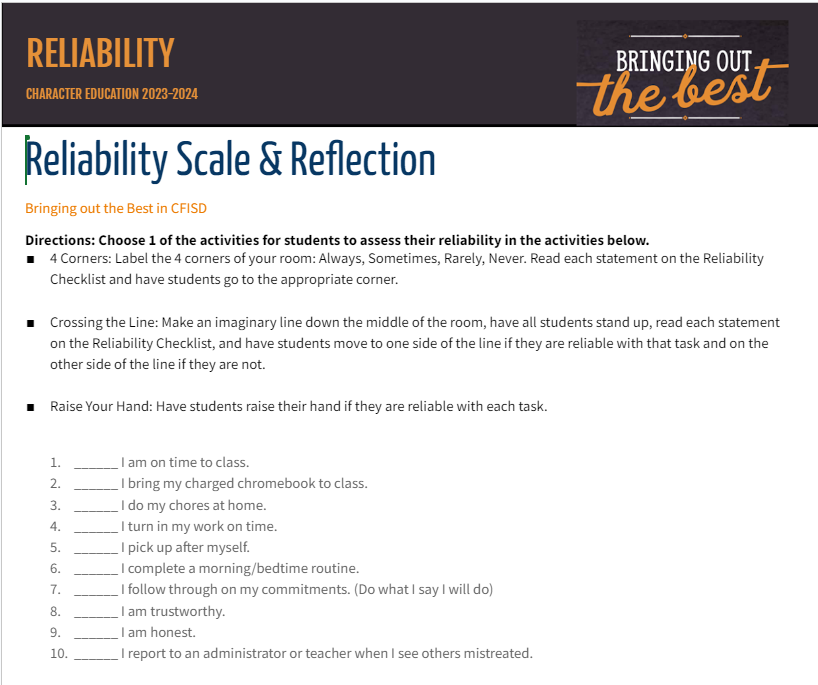 RELIABILITY
CHARACTER EDUCATION 2023-2024
BRINGING OUT
the best
Reliability Scale & Reflection
Bringing out the Best in CFISD
Directions: Choose 1 of the activities for students to assess their reliability in the activities below.
▪ 4 Corners: Label the 4 corners of your room: Always, Sometimes, Rarely, Never. Read each statement on the Reliability
Checklist and have students go to the appropriate corner.
▪ Crossing the Line: Make an imaginary line down the middle of the room, have all students stand up, read each statement
on the Reliability Checklist, and have students move to one side of the line if they are reliable with that task and on the
other side of the line if they are not.
▪ Raise Your Hand: Have students raise their hand if they are reliable with each task.
1. ______ I am on time to class.
2. ______ I bring my charged chromebook to class.
3. ______ I do my chores at home.
4. ______ I turn in my work on time.
5. ______ I pick up after myself.
6. ______ I complete a morning/bedtime routine.
7. ______ I follow through on my commitments. (Do what I say I will do)
8. ______ I am trustworthy.
9. ______ I am honest.
10. ______ I report to an administrator or teacher when I see others mistreated.